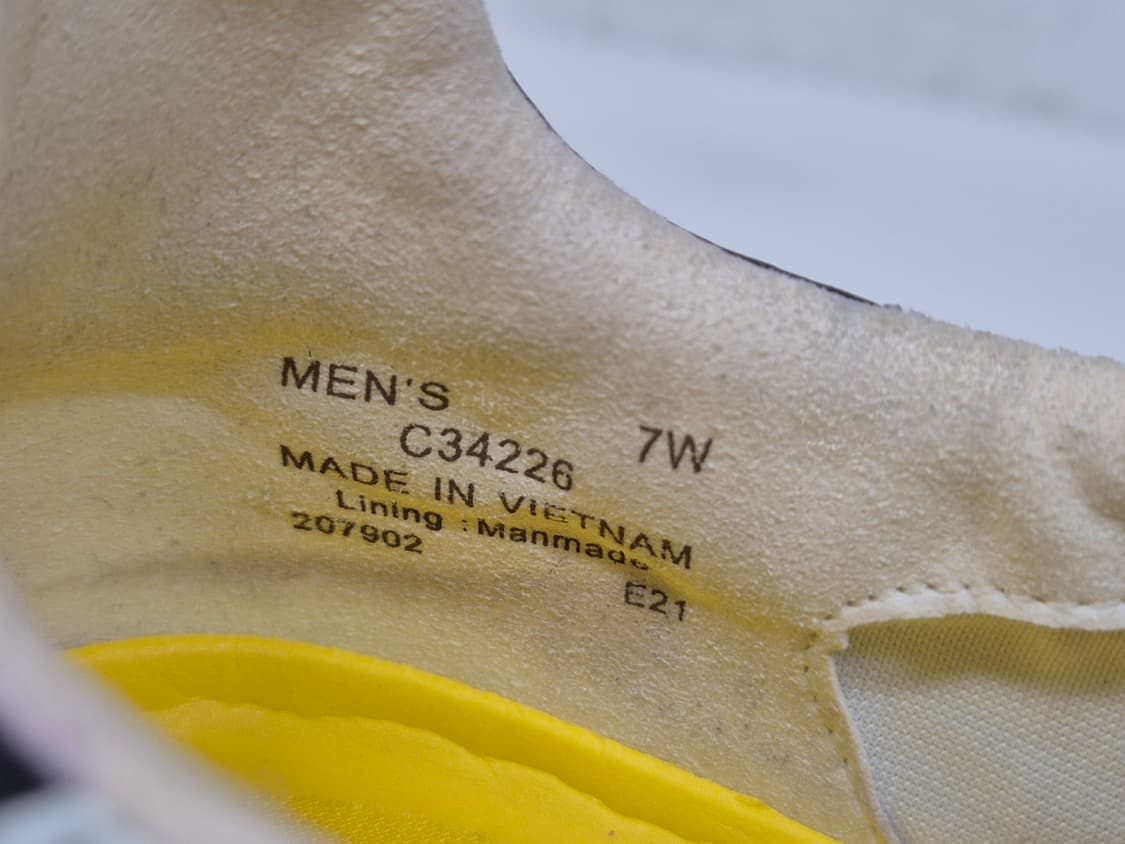 MEN'S
C34226 7W
MADE IN VIETNAM
Lining : Manmade
207902
E21